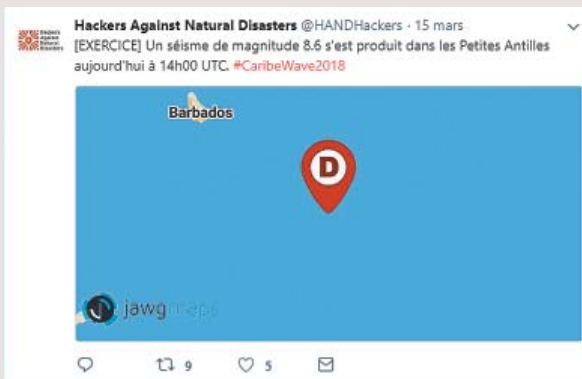 Hackers Against Natural Disasters @HANDHackers · 15 mars
[EXERCICE] Un séisme de magnitude 8.6 s'est produit dans les Petites Antilles
aujourd'hui à 14h00 UTC. #CaribeWave2018
Barbados
D
jawgmaps
9 5